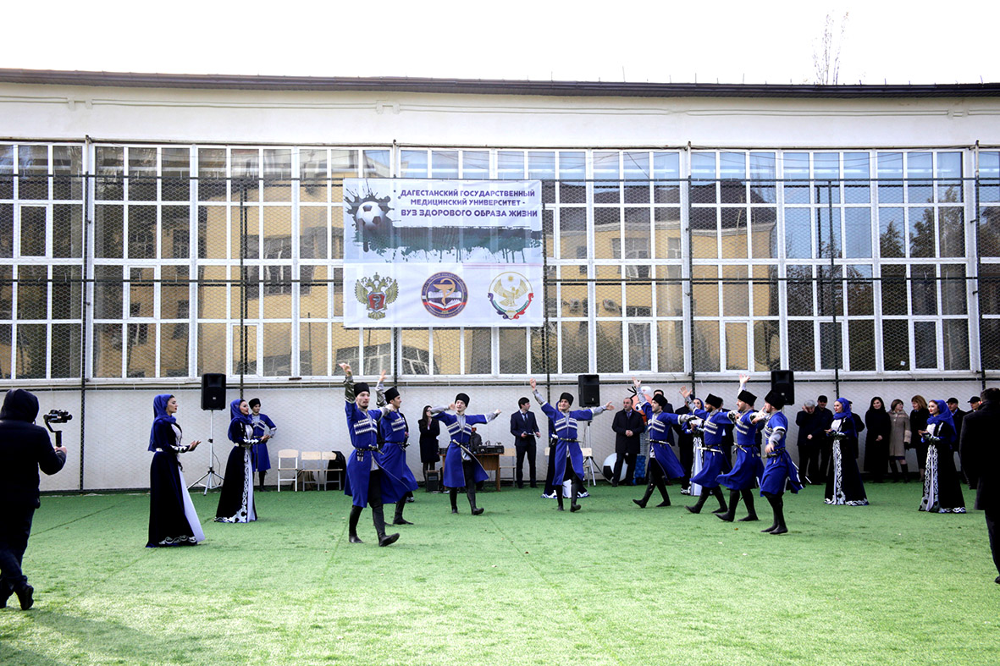 ДАГЕСТАНСКИЙ ГОСУДАРСТВЕННЫЙ
МЕДИЦИНСКИЙ УНИВЕРСИТЕТ -
ВУЗ ЗДОРОВОГО ОБРАЗА ЖИЗНИ